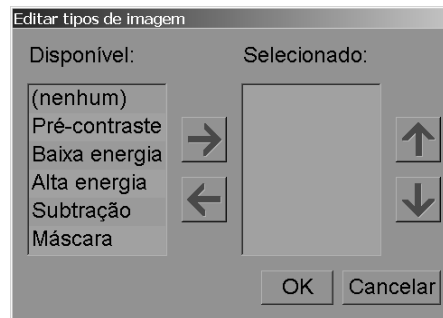 Editar tipos de imagem
Disponível: Selecionado:
(nenhum)
Pré-contraste
Baixa energia
Alta energia
Subtração
Máscara
OK Cancelar